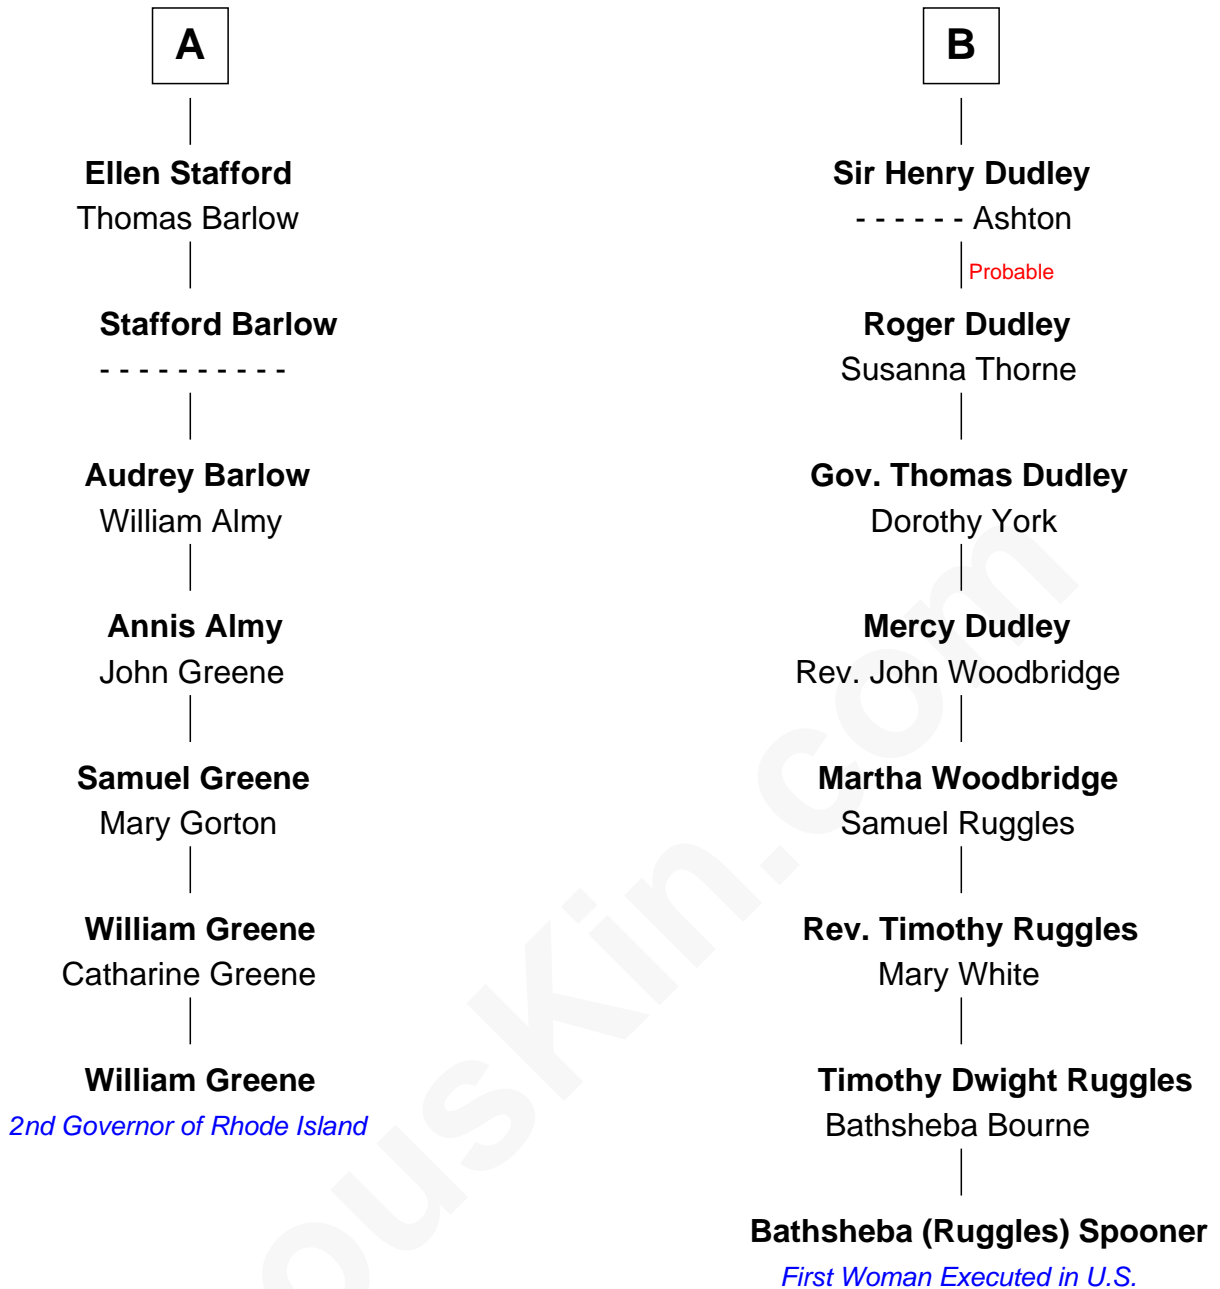 A
Ellen Stafford
Thomas Barlow
Stafford Barlow
- - - - - - - - - -
Audrey Barlow
William Almy
Annis Almy
John Greene
Samuel Greene
Mary Gorton
William Greene
Catharine Greene
William Greene
2nd Governor of Rhode Island
B
Sir Henry Dudley
- - - - - - Ashton
Probable
Roger Dudley
Susanna Thorne
Gov. Thomas Dudley
Dorothy York
Mercy Dudley
Rev. John Woodbridge
Martha Woodbridge
Samuel Ruggles
Rev. Timothy Ruggles
Mary White
Timothy Dwight Ruggles
Bathsheba Bourne
Bathsheba (Ruggles) Spooner
First Woman Executed in U.S.
ousKin.com